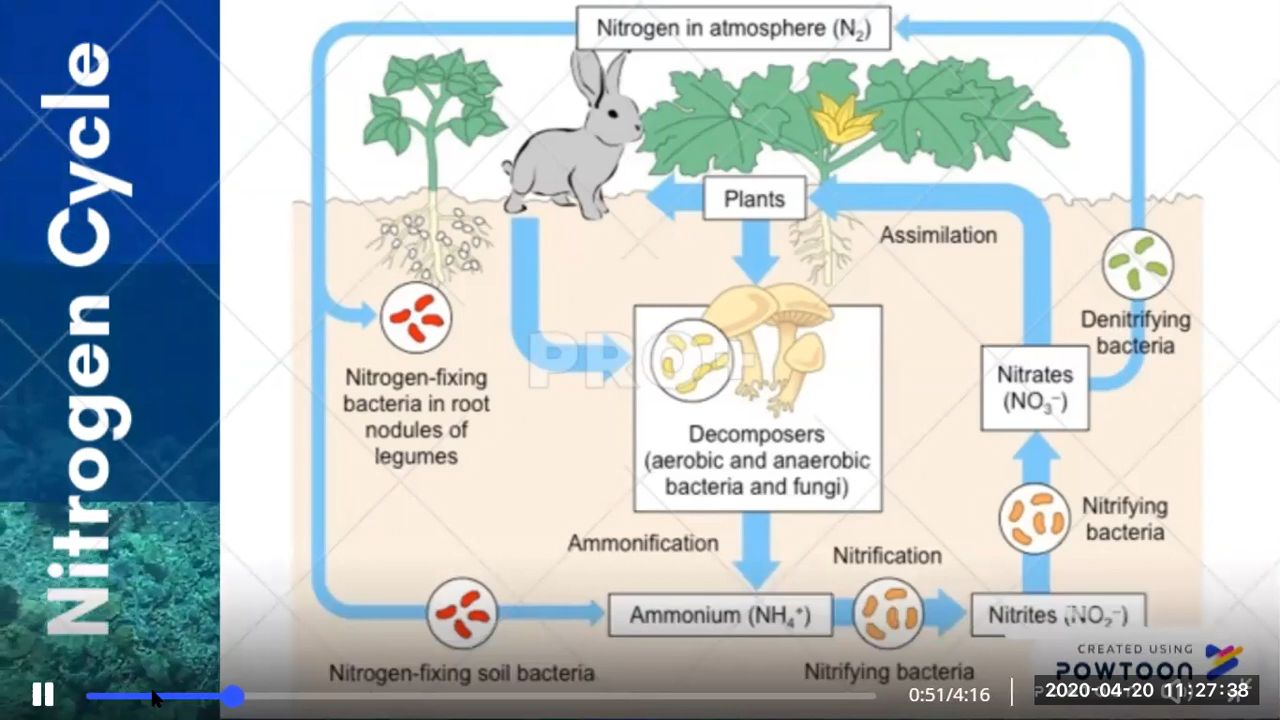 Nitrogen Cycle
Nitrogen in atmosphere (N₂)
Plants
Assimilation
Denitrifying
bacteria
Nitrogen-fixing
bacteria in root
nodules of
legumes
PRO+
Nitrates
(NO₃⁻)
Decomposers
(aerobic and anaerobic
bacteria and fungi)
Nitrifying
bacteria
Ammonification
Nitrification
Ammonium (NH₄⁺)
Nitrites (NO₂⁻)
Nitrogen-fixing soil bacteria
Nitrifying bacteria
CREATED USING
POWTOON
0:51/4:16
2020-04-20 11:27:38